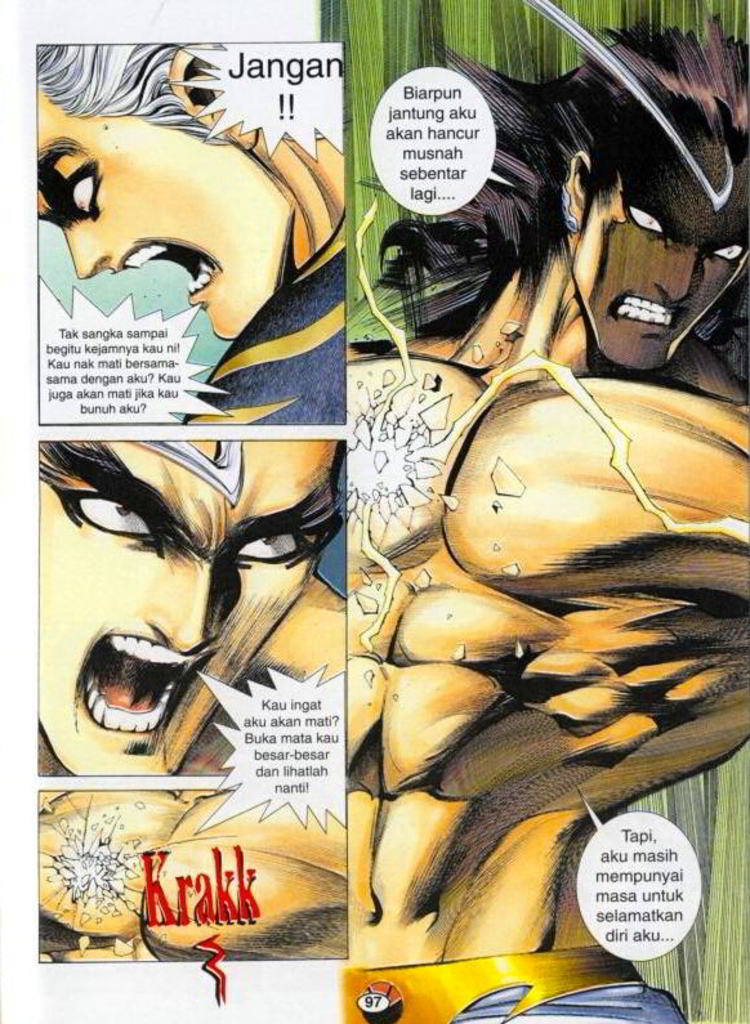 Jangan
!!
Tak sangka sampai
begitu kejamnya kau ni!
Kau nak mati bersama-
sama dengan aku? Kau
juga akan mati jika kau
bunuh aku?
Kau ingat
aku akan mati?
Buka mata kau
besar-besar
dan lihatlah
nanti!
Krakk
Biarpun
jantung aku
akan hancur
musnah
sebentar
lagi....
Tapi,
aku masih
mempunyai
masa untuk
selamatkan
diri aku...
97